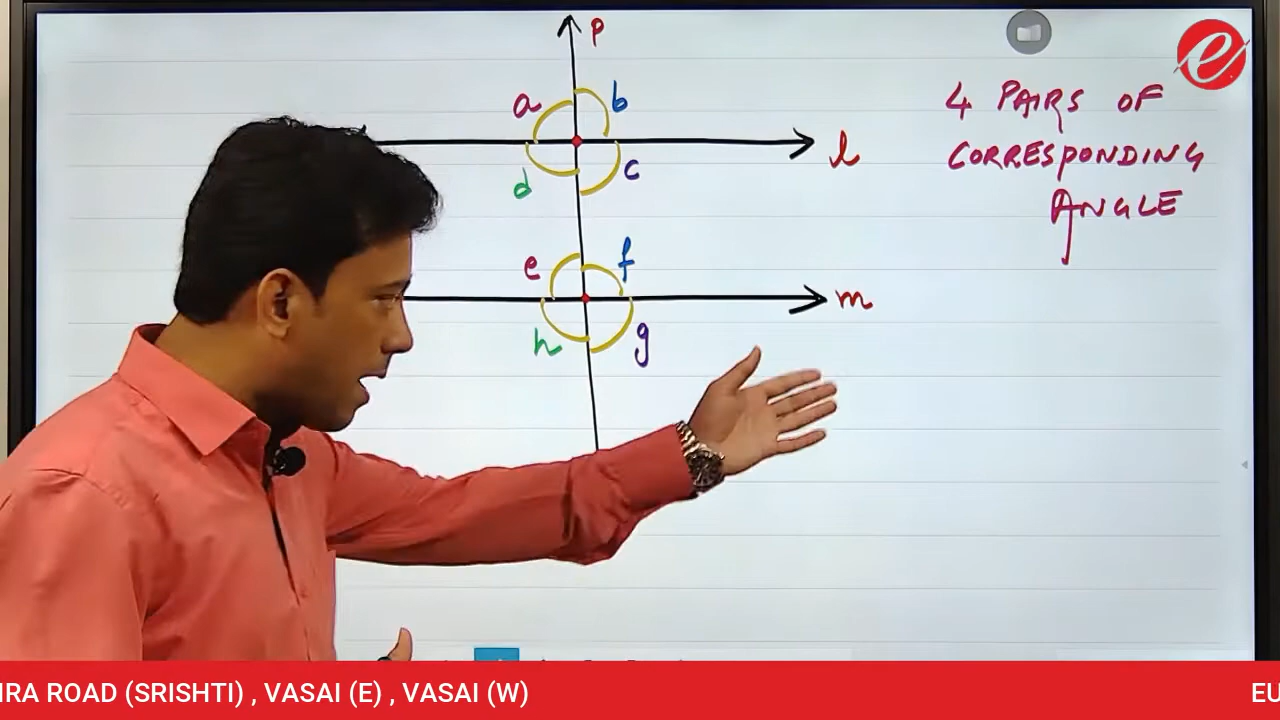 p
a b
l
d c
e f
m
h g
4 PAIRS OF
CORRESPONDING
ANGLE
e
IRA ROAD (SRISHTI) , VASAI (E) , VASAI (W)
EU